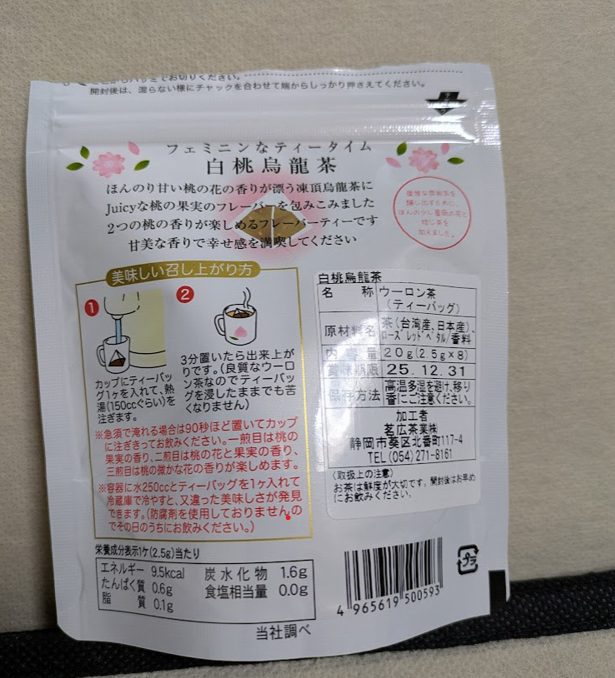 開封後は、湿らない様にチャックを合わせて端からしっかり押さえてください。
フェミニンなティータイム
白桃烏龍茶
ほんのり甘い桃の花の香りが漂う凍頂烏龍茶に
Juicyな桃の果実のフレーバーを包みこみました
2つの桃の香りが楽しめるフレーバーティーです
甘美な香りで幸せ感を満喫してください
美味しい召し上がり方
1
カップにティーバッ
グ1ヶを入れて、熱
湯(150ccぐらい)を
注ぎます。
2
3分置いたら出来上が
りです。(良質なウーロ
ン茶なのでティーバッ
グを浸したままでも苦
くなりません)
※急須で淹れる場合は90秒ほど置いてカップ
に注ぎきってお飲みください。一煎目は桃の
果実の香り、二煎目は桃の花と果実の香り、
三煎目は桃の微かな花の香りが楽しめます。
※容器に水250ccとティーバッグを1ヶ入れて
冷蔵庫で冷やすと、又違った美味しさが発見
できます。(防腐剤を使用しておりませんの
でその日のうちにお飲みください。)
栄養成分表示1ケ(2.5g)当たり
エネルギー 9.5kcal 炭水化物 1.6g
たんぱく質 0.6g 食塩相当量 0.0g
脂質 0.1g
当社調べ
白桃烏龍茶
名称 ウーロン茶
(ティーバッグ)
原材料名 茶(台湾産、日本産)、
ローズレッドペタル/香料
内容量 20g(2.5g×8)
賞味期限 25.12.31
保存方法 高温多湿を避け、移り
香にご注意ください。
加工者
茗広茶業㈱
静岡市葵区北番町117-4
TEL(054)271-8161
(取扱上の注意)
お茶は鮮度が大切です。開封後はお早め
にお飲みください。
4 965619 500593
プラ